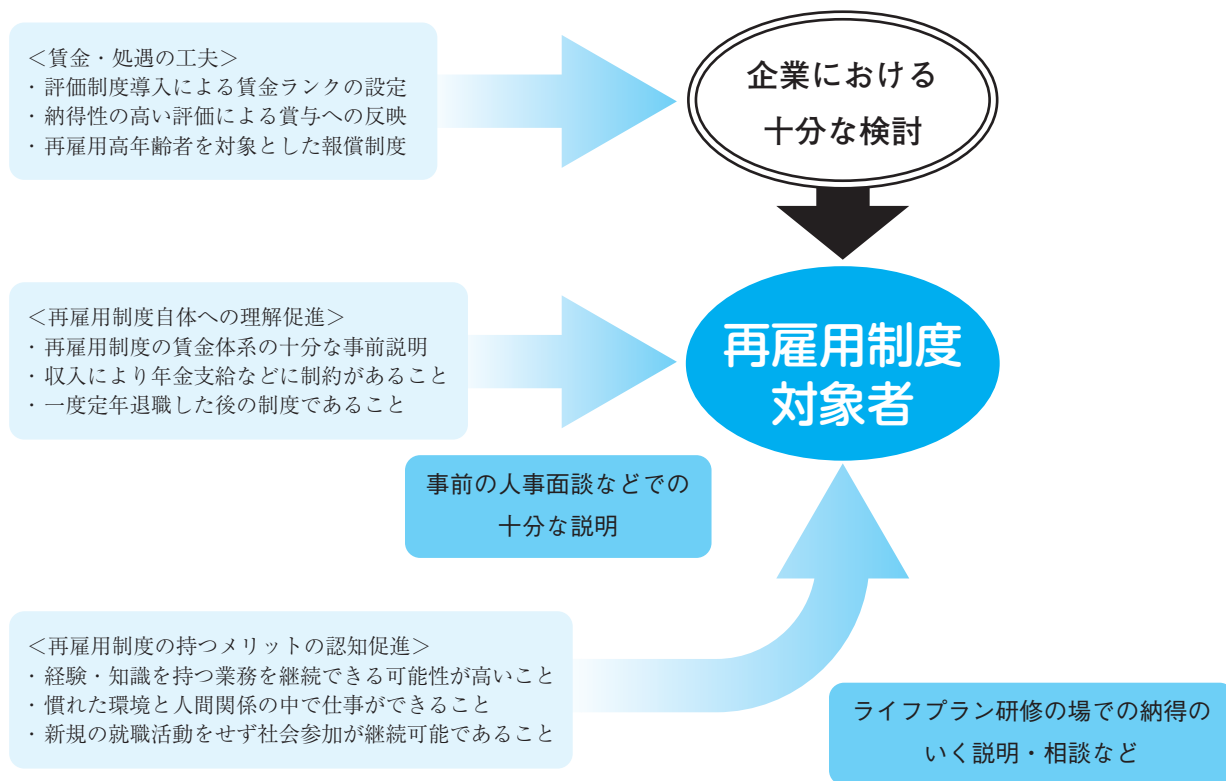 ＜賃金・処遇の工夫＞
・評価制度導入による賃金ランクの設定
・納得性の高い評価による賞与への反映
・再雇用高年齢者を対象とした報償制度
企業における
十分な検討
＜再雇用制度自体への理解促進＞
・再雇用制度の賃金体系の十分な事前説明
・収入により年金支給などに制約があること
・一度定年退職した後の制度であること
再雇用制度
対象者
事前の人事面談などでの
十分な説明
＜再雇用制度の持つメリットの認知促進＞
・経験・知識を持つ業務を継続できる可能性が高いこと
・慣れた環境と人間関係の中で仕事ができること
・新規の就職活動をせず社会参加が継続可能であること
ライフプラン研修の場での納得の
いく説明・相談など